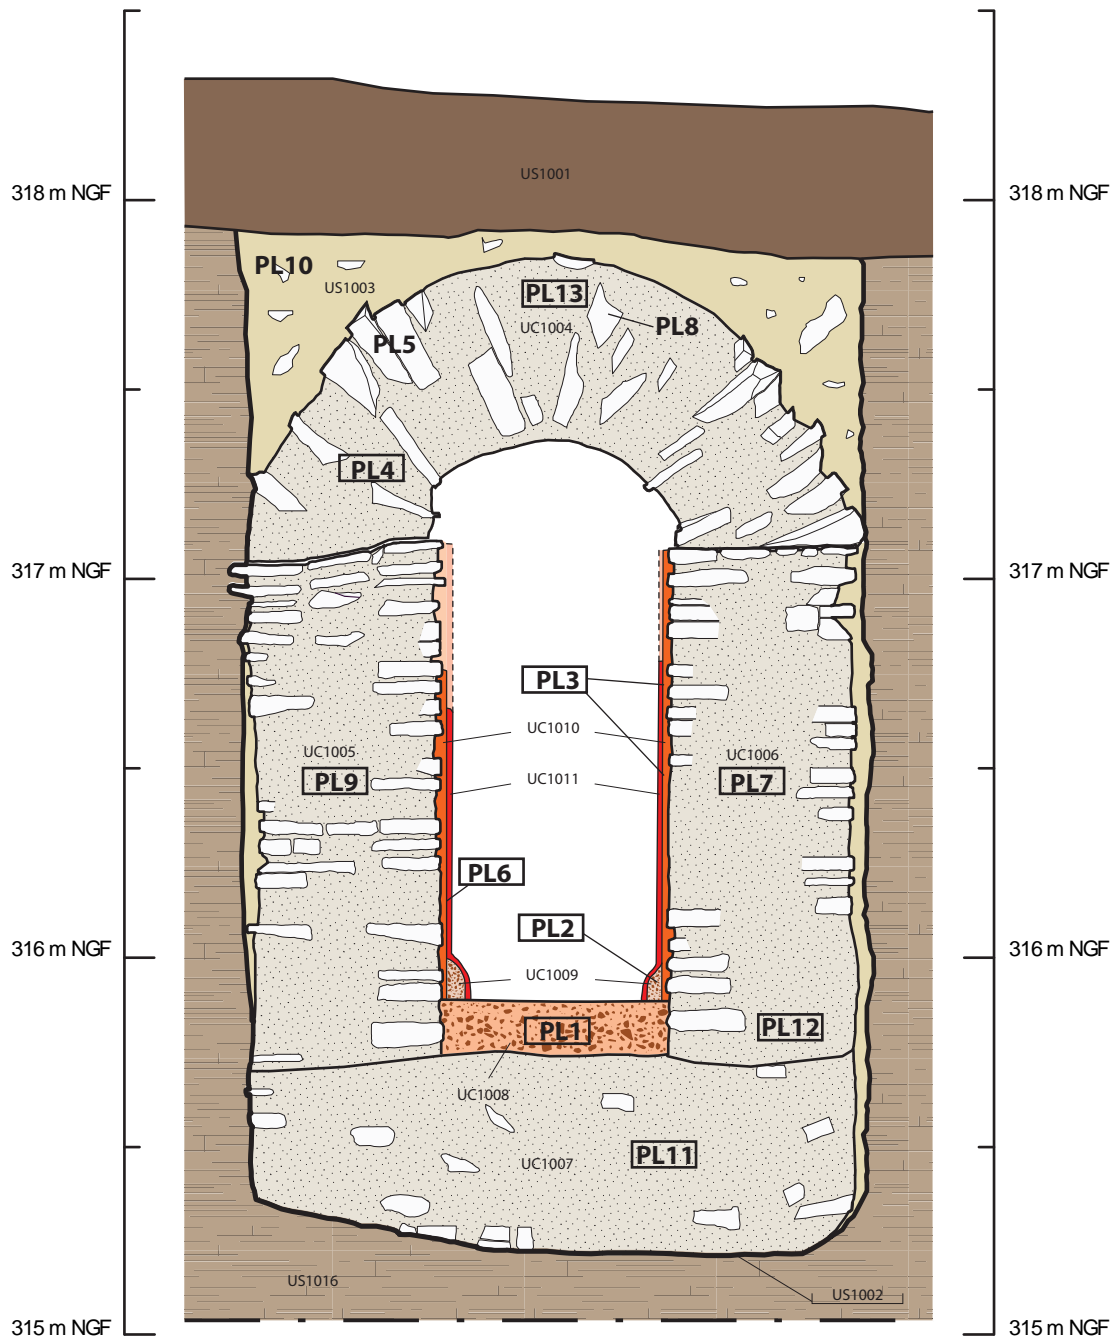 US1001
318 m NGF
318 m NGF
PL10
US1003
PL13
UC1004
PL8
PL5
PL4
317 m NGF
317 m NGF
PL3
UC1010
UC1005
UC1006
PL9
UC1011
PL7
PL6
PL2
316 m NGF
316 m NGF
UC1009
PL1
PL12
UC1008
PL11
UC1007
US1016
US1002
315 m NGF
315 m NGF